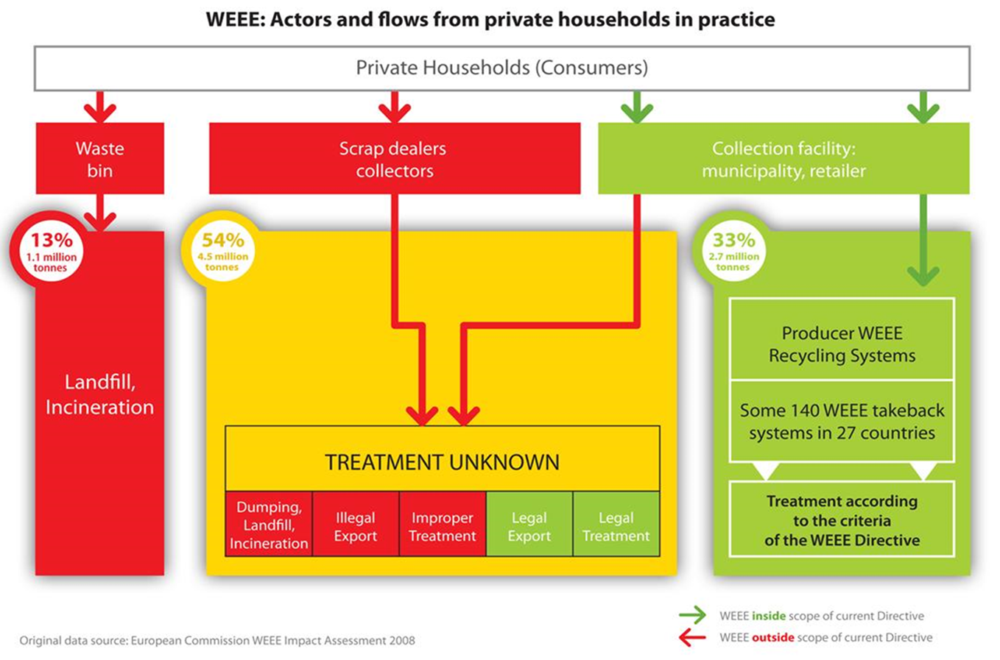 WEEE: Actors and flows from private households in practice
Private Households (Consumers)
Waste
bin
Scrap dealers
collectors
Collection facility:
municipality, retailer
13%
1.1 million
tonnes
Landfill,
Incineration
54%
4.5 million
tonnes
TREATMENT UNKNOWN
Dumping,
Landfill,
Incineration
Illegal
Export
Improper
Treatment
Legal
Export
Legal
Treatment
33%
2.7 million
tonnes
Producer WEEE
Recycling Systems
Some 140 WEEE takeback
systems in 27 countries
Treatment according
to the criteria
of the WEEE Directive
WEEE inside scope of current Directive
WEEE outside scope of current Directive
Original data source: European Commission WEEE Impact Assessment 2008